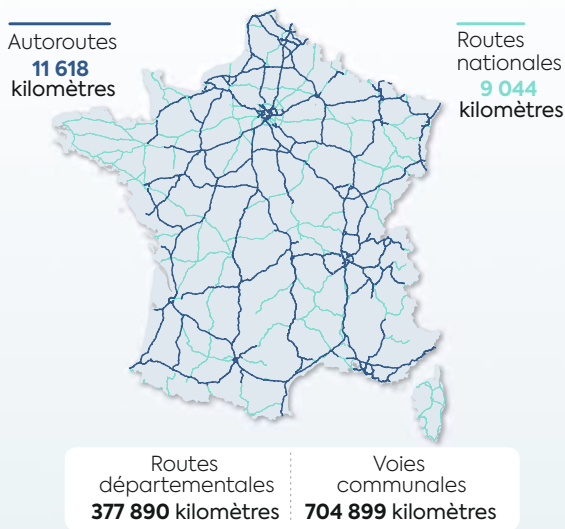 Autoroutes
11 618
kilomètres
Routes
nationales
9 044
kilomètres
Routes
départementales
377 890 kilomètres
Voies
communales
704 899 kilomètres